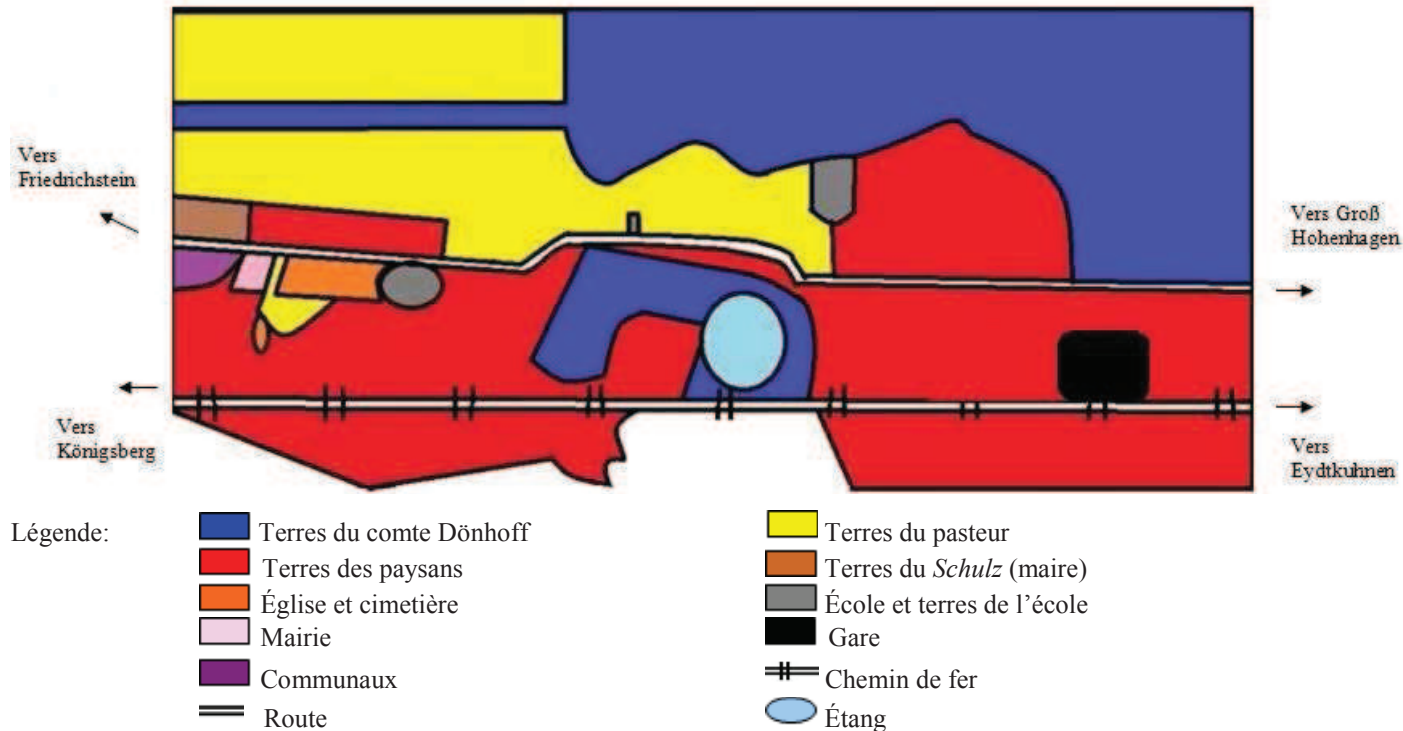 Vers
Friedrichstein
Vers Groß
Hohenhagen
Vers
Königsberg
Vers
Eydtkuhnen
Légende:
Terres du comte Dönhoff
Terres du pasteur
Terres des paysans
Terres du Schulz (maire)
Église et cimetière
École et terres de l'école
Mairie
Gare
Communaux
Chemin de fer
Route
Étang